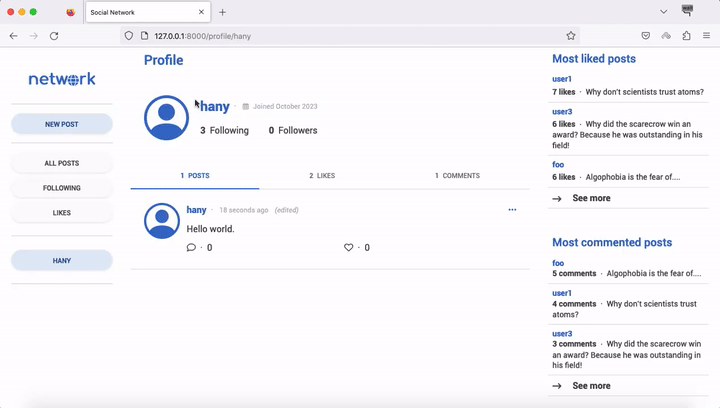 Social Network
127.0.0.1:8000/profile/hany
network
NEW POST
ALL POSTS
FOLLOWING
LIKES
HANY
Profile
hany · Joined October 2023
3 Following 0 Followers
1 POSTS 2 LIKES 1 COMMENTS
hany · 18 seconds ago (edited)
Hello world.
· 0 · 0
Most liked posts
user1
7 likes · Why don't scientists trust atoms?
user3
6 likes · Why did the scarecrow win an
award? Because he was outstanding in his
field!
foo
6 likes · Algophobia is the fear of....
See more
Most commented posts
foo
5 comments · Algophobia is the fear of....
user1
4 comments · Why don't scientists trust
atoms?
user3
3 comments · Why did the scarecrow win
an award? Because he was outstanding in
his field!
See more